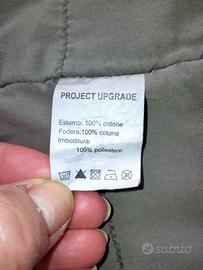 PROJECT UPGRADE
Esterno: 100% cotone
Fodera:100% cotone
Imbottitura:
100% poliestere
subito